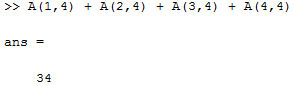 >> A(1,4) + A(2,4) + A(3,4) + A(4,4)
ans =
34